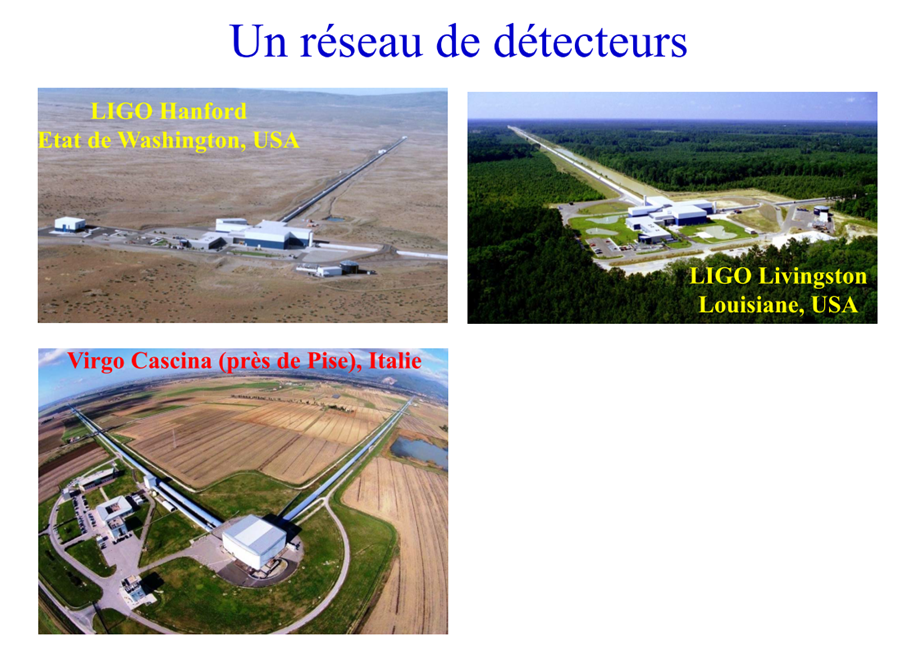 Un réseau de détecteurs
LIGO Hanford
Etat de Washington, USA
LIGO Livingston
Louisiane, USA
Virgo Cascina (près de Pise), Italie